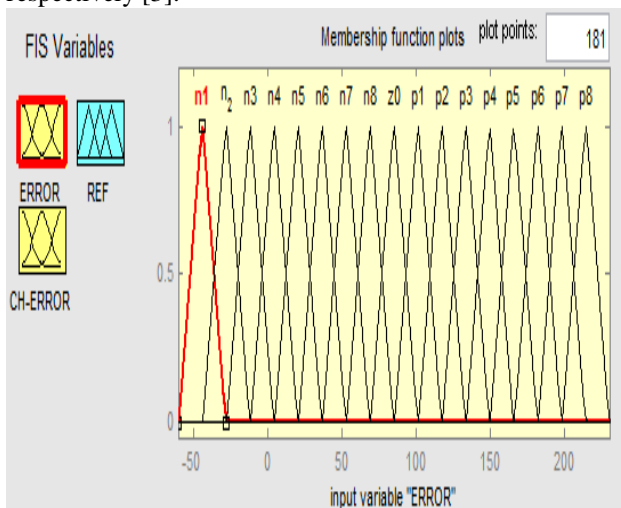 respectively [3].
FIS Variables
Membership function plots plot points: 181
n1 n2 n3 n4 n5 n6 n7 n8 z0 p1 p2 p3 p4 p5 p6 p7 p8
ERROR REF
CH-ERROR
1
0.5
0
-50 0 50 100 150 200
input variable "ERROR"